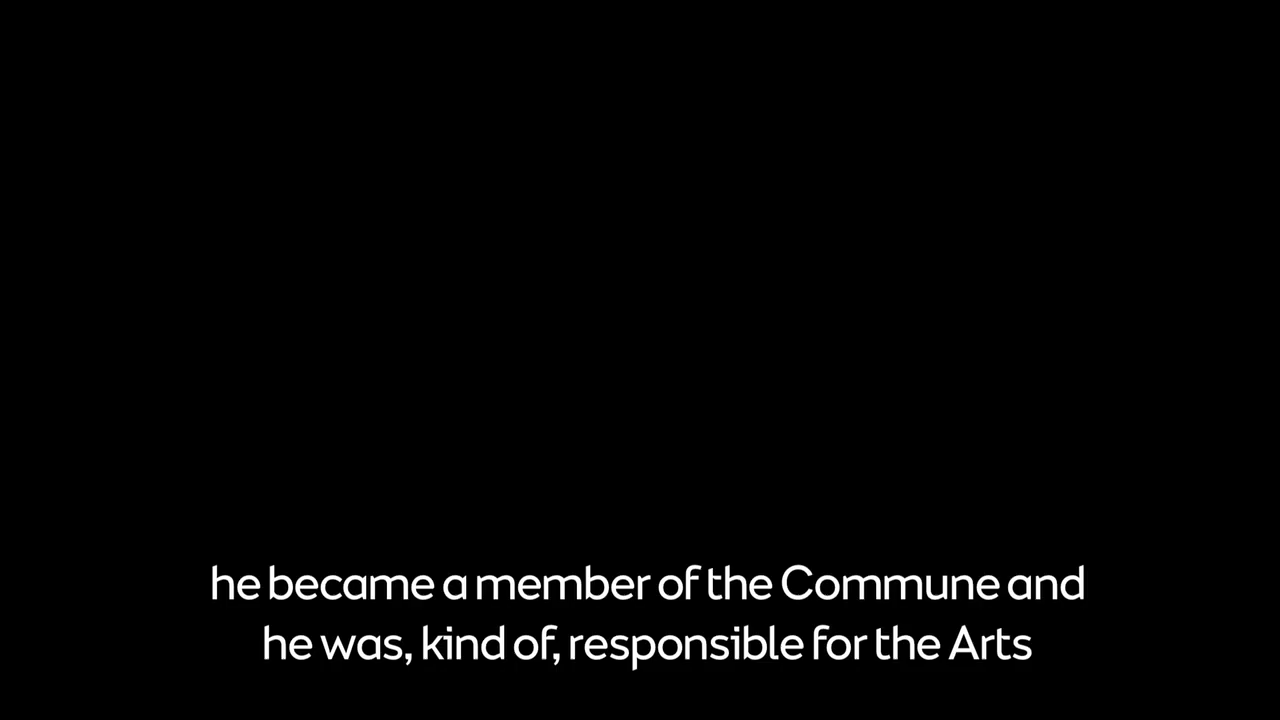 he became a member of the Commune and
he was, kind of, responsible for the Arts